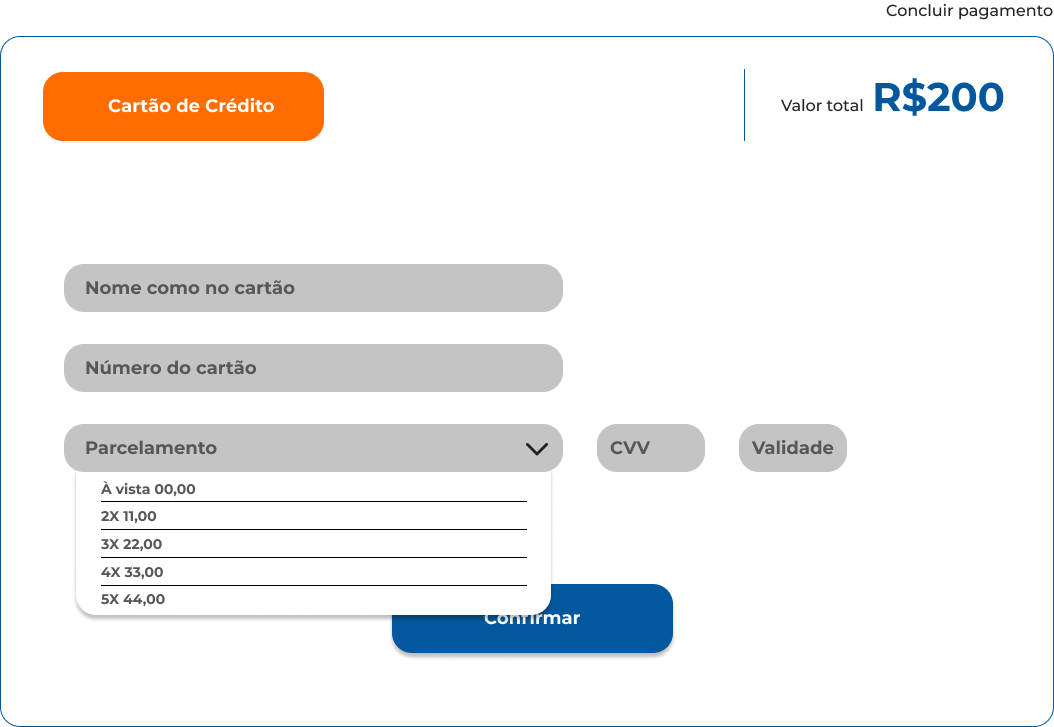 Concluir pagamento
Cartão de Crédito
Valor total R$200
Nome como no cartão
Número do cartão
Parcelamento
CVV
Validade
À vista 00,00
2X 11,00
3X 22,00
4X 33,00
5X 44,00
Confirmar